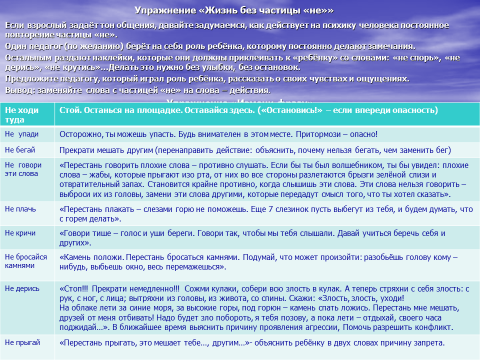 Упражнение «Жизнь без частицы «не»»
Если взрослый задаёт тон общения, давайте задумаемся, как действует на психику человека постоянное
повторение частицы «не».
Один педагог(по желанию) берёт на себя роль ребёнка, которому постоянно делают замечания.
Остальным раздают наклейки, которые они должны приклеивать к «ребёнку» со словами: «не спорь», «не
дерись», «не крутись»…Делать это нужно без улыбки, без остановок.
Предложите педагогу, который играл роль ребёнка, рассказать о своих чувствах и ощущениях.
Вывод: заменяйте слова с частицей «не» на слова – действия.
Не ходи Стой. Останься на площадке. Оставайся здесь. («Остановись!» – если впереди опасность)
туда
Не упади Осторожно, ты можешь упасть. Будь внимателен в этом месте. Притормози – опасно!
Не бегай Прекрати мешать другим (перенаправить действие: объяснить, почему нельзя бегать, чем заменить бег)
Не говори «Перестань говорить плохие слова – противно слушать. Если бы ты был волшебником, ты бы увидел: плохие
эти слова слова – жабы, которые прыгают изо рта, от них во все стороны разлетаются брызги зелёной слизи и
отвратительный запах. Становится крайне противно, когда слышишь эти слова. Эти слова нельзя говорить –
выброси их из головы, замени эти слова другими, которые передадут смысл того, что ты хотел сказать».
Не плачь «Перестань плакать – слезами горю не поможешь. Еще 7 слезинок пусть выбегут из тебя, и будем думать, что
с горем делать».
Не кричи «Говори тише – голос и уши береги. Говори так, чтобы мы тебя слышали. Давай учиться беречь себя и
других».
Не бросайся «Камень положи. Перестань бросаться камнями. Подумай, что может произойти: разобьёшь голову кому –
камнями нибудь, выбьешь окно, весь перемажешься».
Не дерись «Стоп!!! Прекрати немедленно!!! Сожми кулаки, собери всю злость в кулак. А теперь стряхни с себя злость: с
рук, с ног, с лица; вытряхни из головы, из живота, со спины. Скажи: «Злость, злость, уходи!
На облаке лети за синие моря, за высокие горы, под горюн – камень спать ложись. Перестань мне мешать,
друзей от меня отбивать! Надо будет зло побороть, я тебя позову, а пока лети – отдыхай, своего часа
поджидай…». В ближайшее время выяснить причину проявления агрессии, Помочь разрешить конфликт.
Не прыгай «Перестань прыгать, это мешает тебе…, другим…»- объяснить ребёнку в двух словах причину запрета.